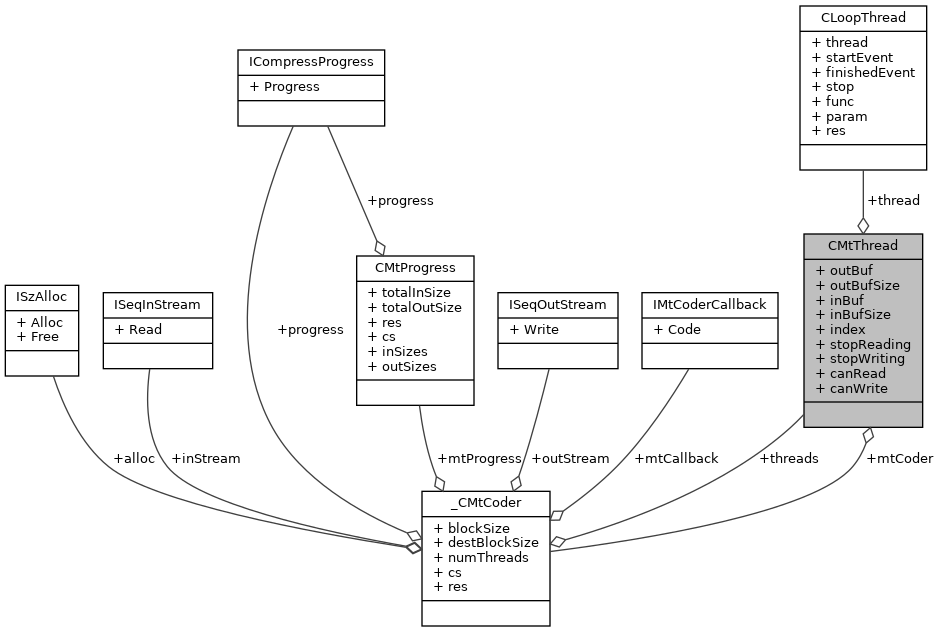 CLoopThread
+ thread
+ startEvent
+ finishedEvent
+ stop
+ func
+ param
+ res
ICompressProgress
+ Progress
+progress
+thread
CMtThread
+ outBuf
+ outBufSize
+ inBuf
+ inBufSize
+ index
+ stopReading
+ stopWriting
+ canRead
+ canWrite
CMtProgress
+ totalInSize
+ totalOutSize
+ res
+ cs
+ inSizes
+ outSizes
ISzAlloc
+ Alloc
+ Free
ISeqInStream
+ Read
+progress
ISeqOutStream
+ Write
IMtCoderCallback
+ Code
+alloc
+inStream
+mtProgress
+outStream
+mtCallback
+threads
+mtCoder
_CMtCoder
+ blockSize
+ destBlockSize
+ numThreads
+ cs
+ res